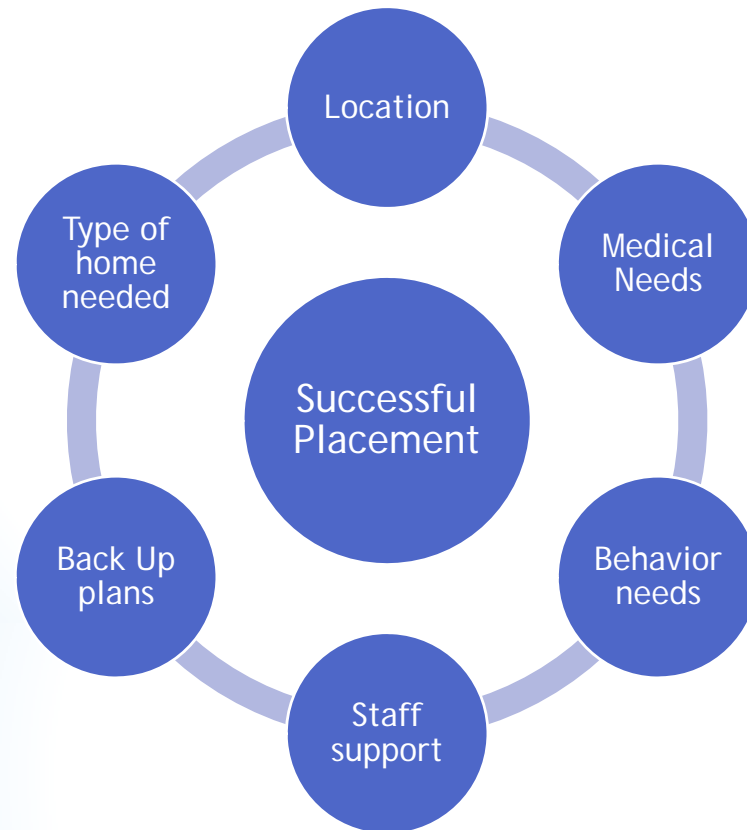 Location
Type of
home
needed
Medical
Needs
Successful
Placement
Back Up
plans
Behavior
needs
Staff
support